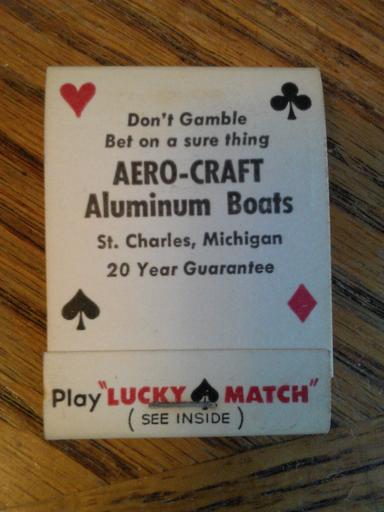 Don't Gamble
Bet on a sure thing
AERO-CRAFT
Aluminum Boats
St. Charles, Michigan
20 Year Guarantee
Play "LUCKY MATCH"
(SEE INSIDE)